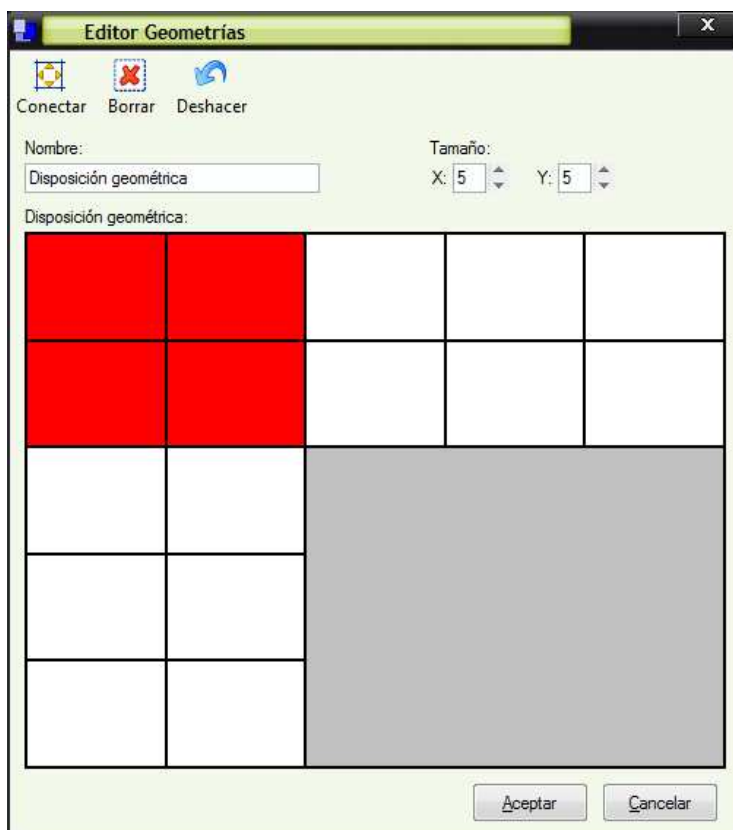 Editor Geometrías
X
Conectar Borrar Deshacer
Nombre: Tamaño:
Disposición geométrica X: 5 Y: 5
Disposición geométrica:
Aceptar Cancelar